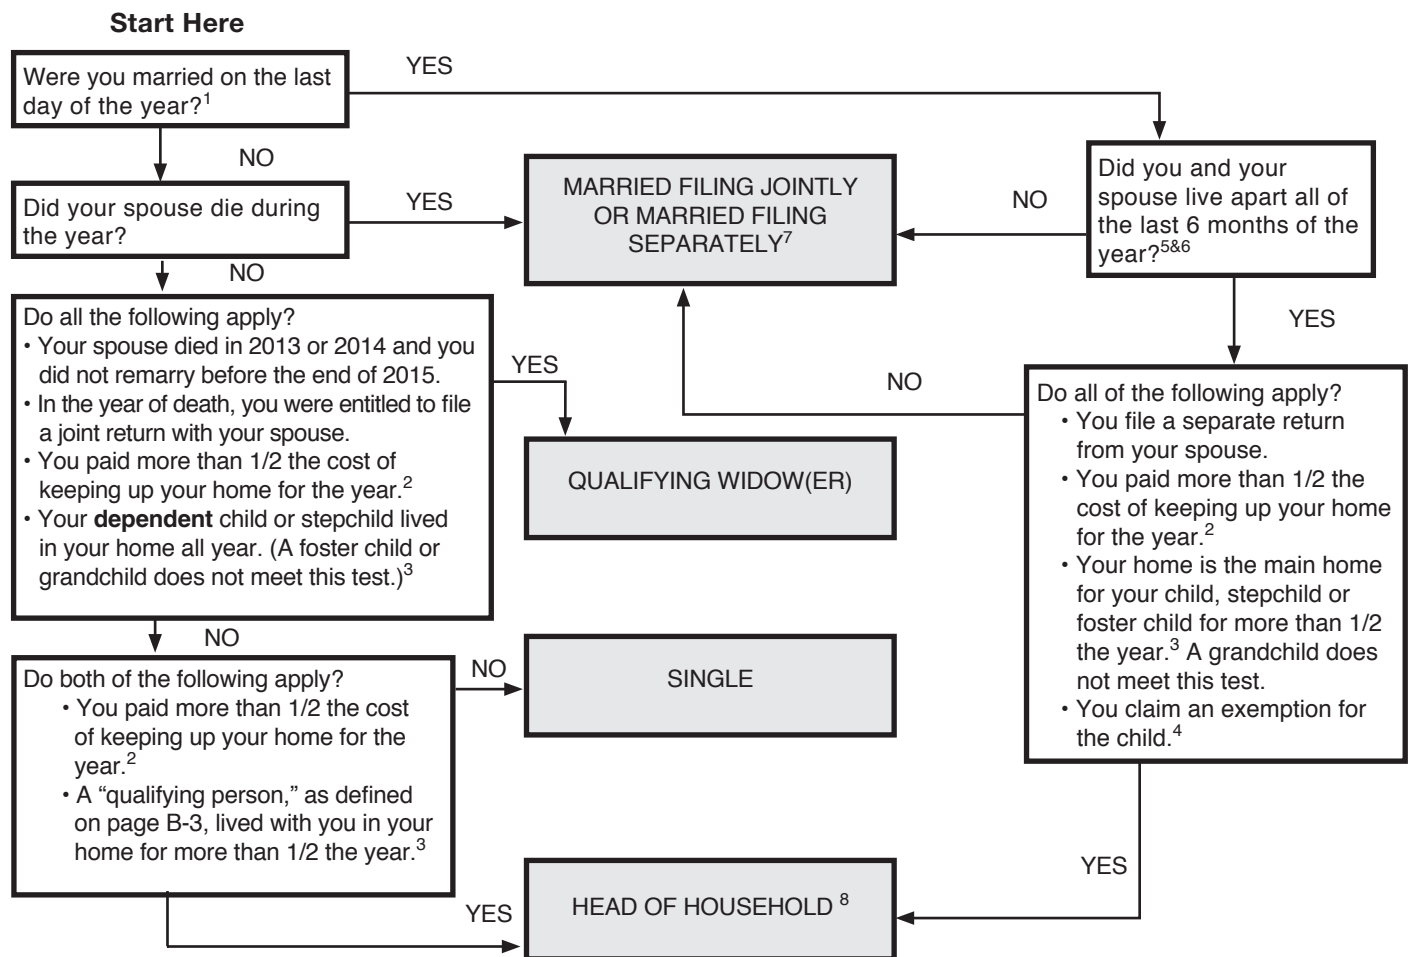 Start Here
Were you married on the last
day of the year?1
YES
NO
Did your spouse die during
the year?
YES
NO
MARRIED FILING JOINTLY
OR MARRIED FILING
SEPARATELY7
NO
Did you and your
spouse live apart all of
the last 6 months of the
year?5&6
YES
Do all the following apply?
• Your spouse died in 2013 or 2014 and you
did not remarry before the end of 2015.
• In the year of death, you were entitled to file
a joint return with your spouse.
• You paid more than 1/2 the cost of
keeping up your home for the year.2
• Your dependent child or stepchild lived
in your home all year. (A foster child or
grandchild does not meet this test.)3
YES
NO
QUALIFYING WIDOW(ER)
NO
Do all of the following apply?
• You file a separate return
from your spouse.
• You paid more than 1/2 the
cost of keeping up your home
for the year.2
• Your home is the main home
for your child, stepchild or
foster child for more than 1/2
the year.3 A grandchild does
not meet this test.
• You claim an exemption for
the child.4
YES
Do both of the following apply?
• You paid more than 1/2 the cost
of keeping up your home for the
year.2
• A “qualifying person,” as defined
on page B-3, lived with you in your
home for more than 1/2 the year.3
NO
SINGLE
YES
HEAD OF HOUSEHOLD 8